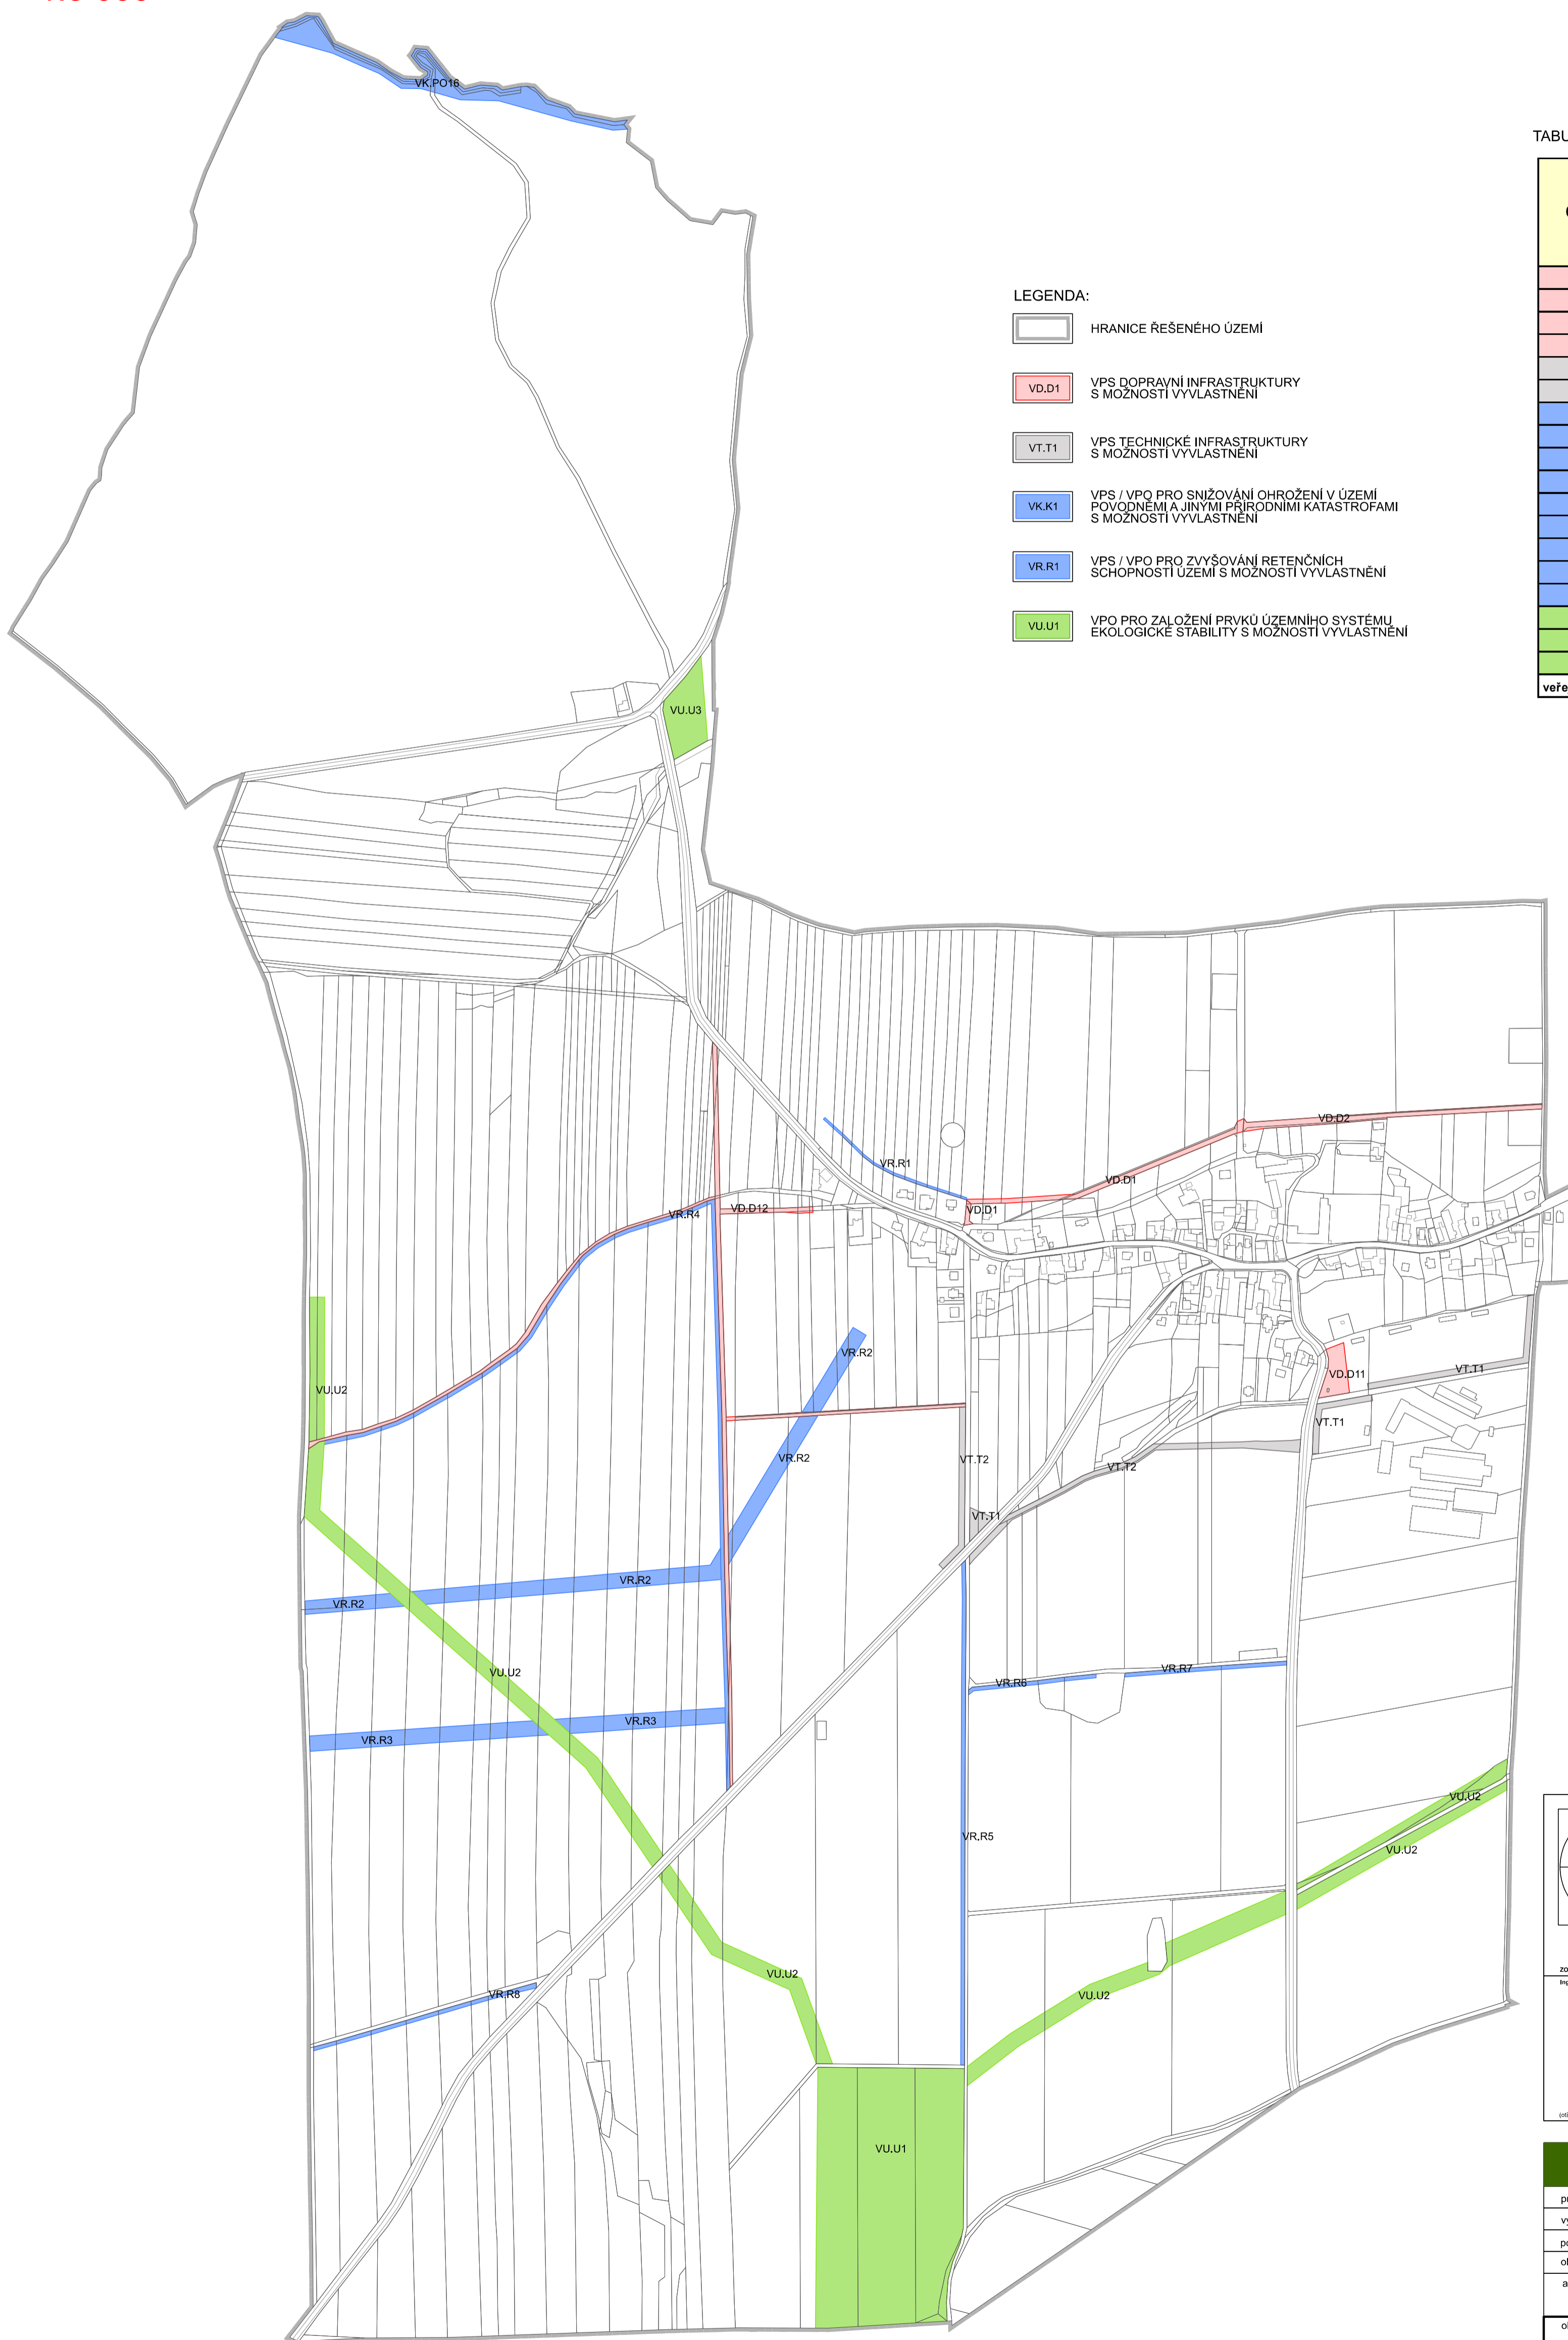 VK.PO16
TABU
LEGENDA:
HRANICE ŘEŠENÉHO ÚZEMÍ
VD.D1
VPS DOPRAVNÍ INFRASTRUKTURY
S MOŽNOSTÍ VYVLASTNĚNÍ
VT.T1
VPS TECHNICKÉ INFRASTRUKTURY
S MOŽNOSTÍ VYVLASTNĚNÍ
VK.K1
VPS / VPO PRO SNIŽOVÁNÍ OHROŽENÍ V ÚZEMÍ
POVODNĚMI A JINÝMI PŘÍRODNÍMI KATASTROFAMI
S MOŽNOSTÍ VYVLASTNĚNÍ
VR.R1
VPS / VPO PRO ZVYŠOVÁNÍ RETENČNÍCH
SCHOPNOSTÍ ÚZEMÍ S MOŽNOSTÍ VYVLASTNĚNÍ
VU.U1
VPO PRO ZALOŽENÍ PRVKŮ ÚZEMNÍHO SYSTÉMU
EKOLOGICKÉ STABILITY S MOŽNOSTÍ VYVLASTNĚNÍ
veře
VU.U3
VD.D2
VR.R1
VD.D1
VD.D12
VD.D1
VR.R4
VR.R2
VT.T1
VD.D11
VU.U2
VT.T1
VR.R2
VT.T2
VT.T2
VT.T1
VR.R2
VR.R2
VU.U2
VR.R7
VR.R6
VR.R3
VR.R3
VU.U2
VR.R5
VU.U2
VU.U2
VR.R8
VU.U2
zo
Ing
VU.U1
pr
vy
po
ob
a
o